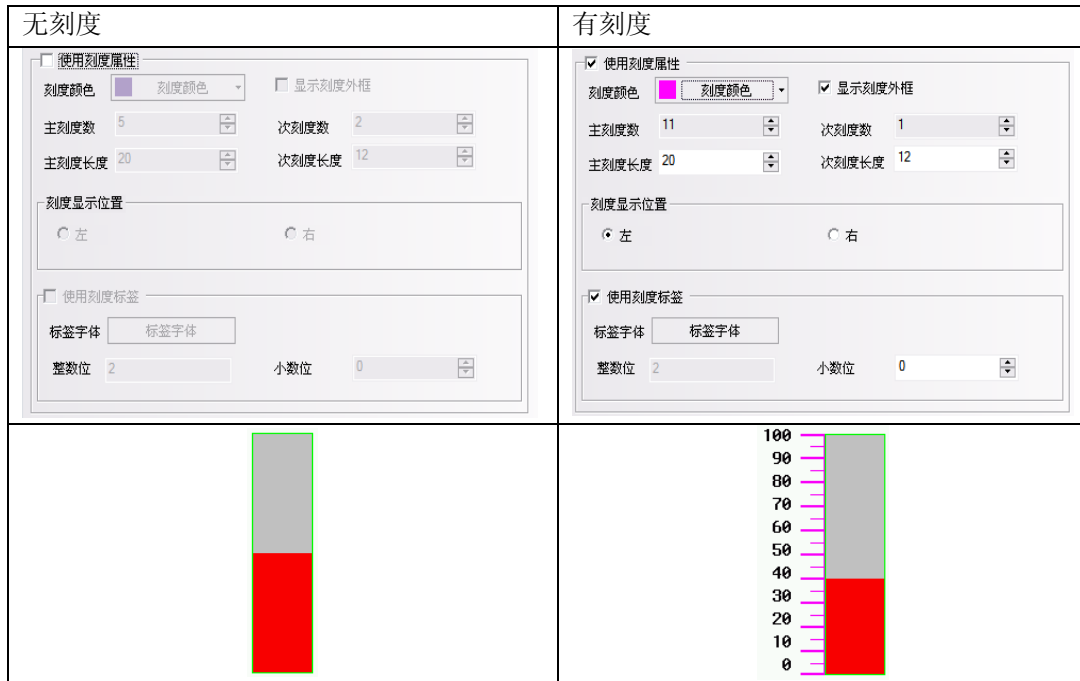 无刻度
有刻度
使用刻度属性
刻度颜色 刻度颜色 显示刻度外框
主刻度数 5 次刻度数 2
主刻度长度 20 次刻度长度 12
刻度显示位置
左 右
使用刻度标签
标签字体 标签字体
整数位 2 小数位 0
使用刻度属性
刻度颜色 刻度颜色 显示刻度外框
主刻度数 11 次刻度数 1
主刻度长度 20 次刻度长度 12
刻度显示位置
左 右
使用刻度标签
标签字体 标签字体
整数位 2 小数位 0
100
90
80
70
60
50
40
30
20
10
0